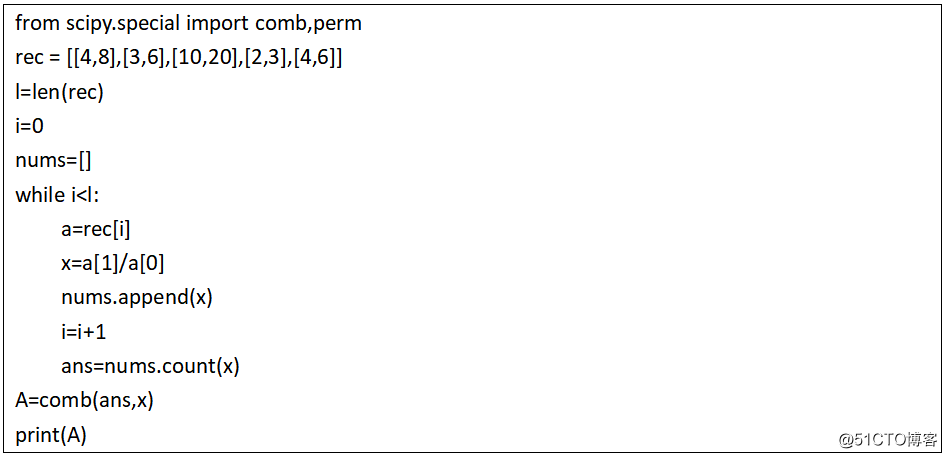 from scipy.special import comb,perm
rec = [[4,8],[3,6],[10,20],[2,3],[4,6]]
l=len(rec)
i=0
nums=[]
while i<l:
a=rec[i]
x=a[1]/a[0]
nums.append(x)
i=i+1
ans=nums.count(x)
A=comb(ans,x)
print(A)
@51CTO博客